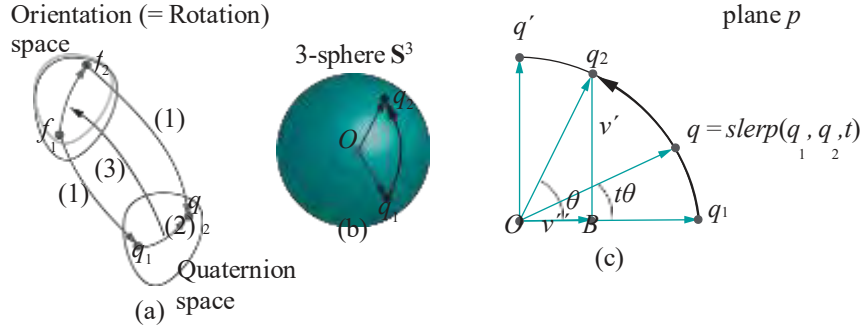 Orientation (= Rotation)
space
f2
(1)
f1
(3)
(1)
q2
(2)
q1
Quaternion
space
(a)
3-sphere S³
q2
O
q1
(b)
plane p
q′
q2
v′
q = slerp(q1, q2, t)
θ
tθ
O
v′′
B
q1
(c)